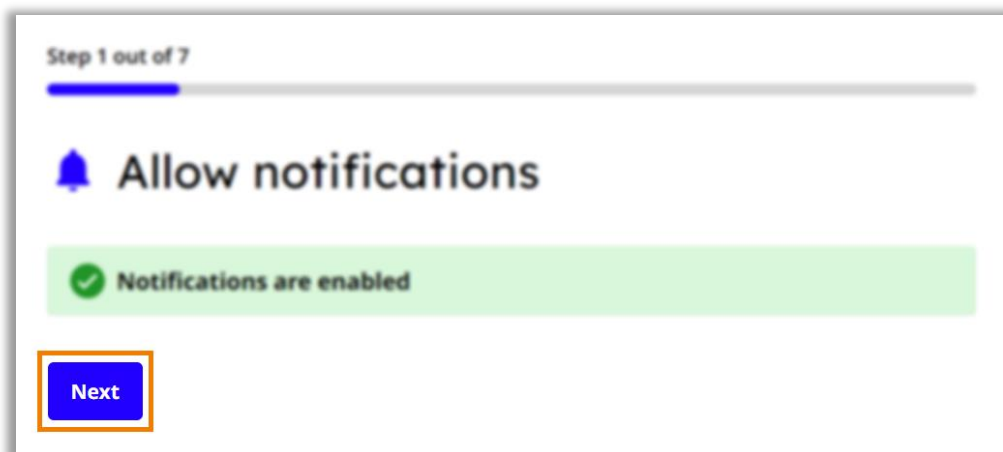 Step 1 out of 7
Allow notifications
Notifications are enabled
Next